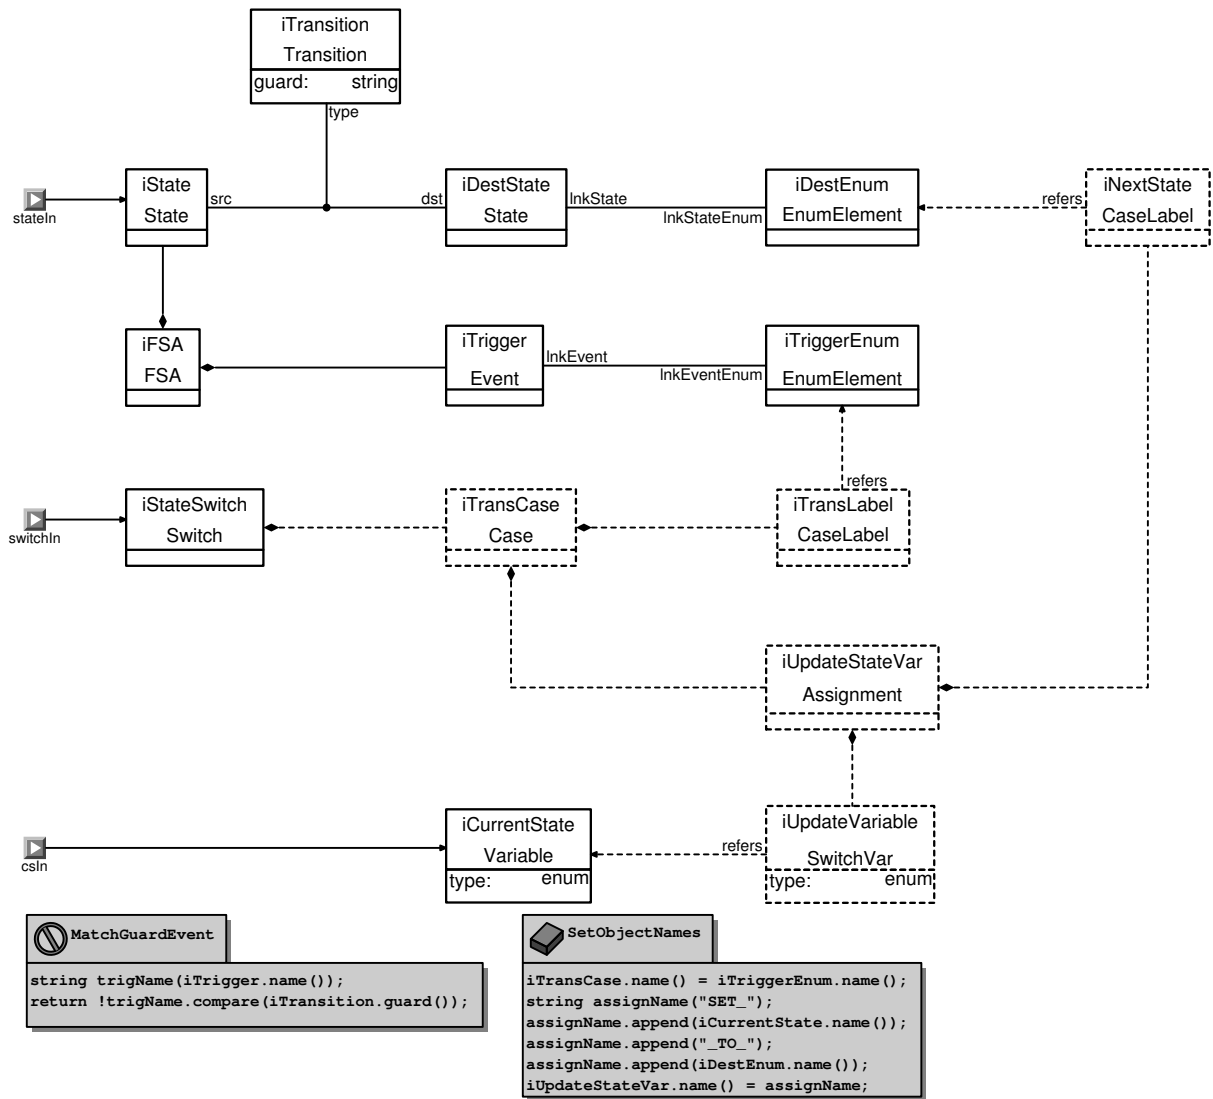 iTransition
Transition
guard: string
type
iState
State
src
dst
iDestState
State
lnkState
lnkStateEnum
iDestEnum
EnumElement
refers
iNextState
CaseLabel
stateIn
iFSA
FSA
iTrigger
Event
lnkEvent
lnkEventEnum
iTriggerEnum
EnumElement
refers
iStateSwitch
Switch
switchIn
iTransCase
Case
iTransLabel
CaseLabel
iUpdateStateVar
Assignment
iCurrentState
Variable
type: enum
refers
iUpdateVariable
SwitchVar
type: enum
csIn
MatchGuardEvent
string trigName(iTrigger.name());
return !trigName.compare(iTransition.guard());
SetObjectNames
iTransCase.name() = iTriggerEnum.name();
string assignName("SET_");
assignName.append(iCurrentState.name());
assignName.append("_TO_");
assignName.append(iDestEnum.name());
iUpdateStateVar.name() = assignName;